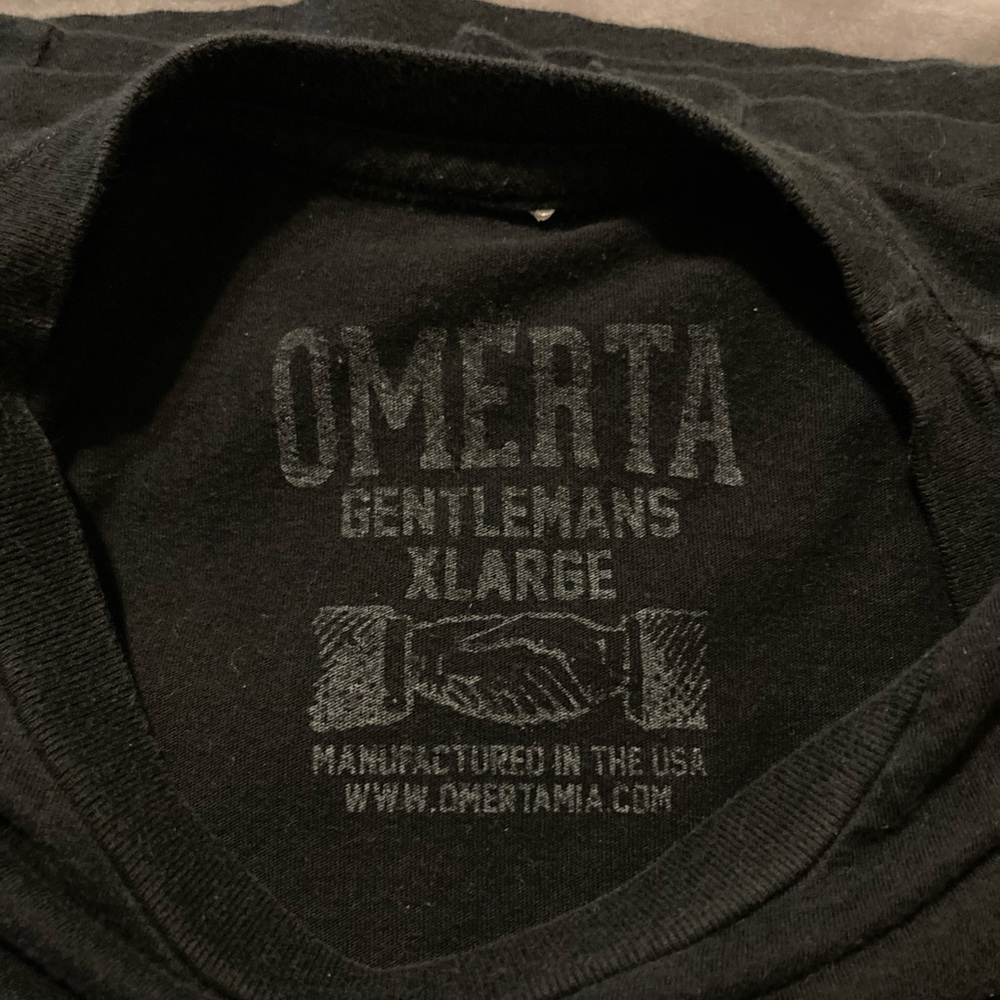 OMERTA
GENTLEMANS
XLARGE
MANUFACTURED IN THE USA
WWW.OMERTAMIA.COM